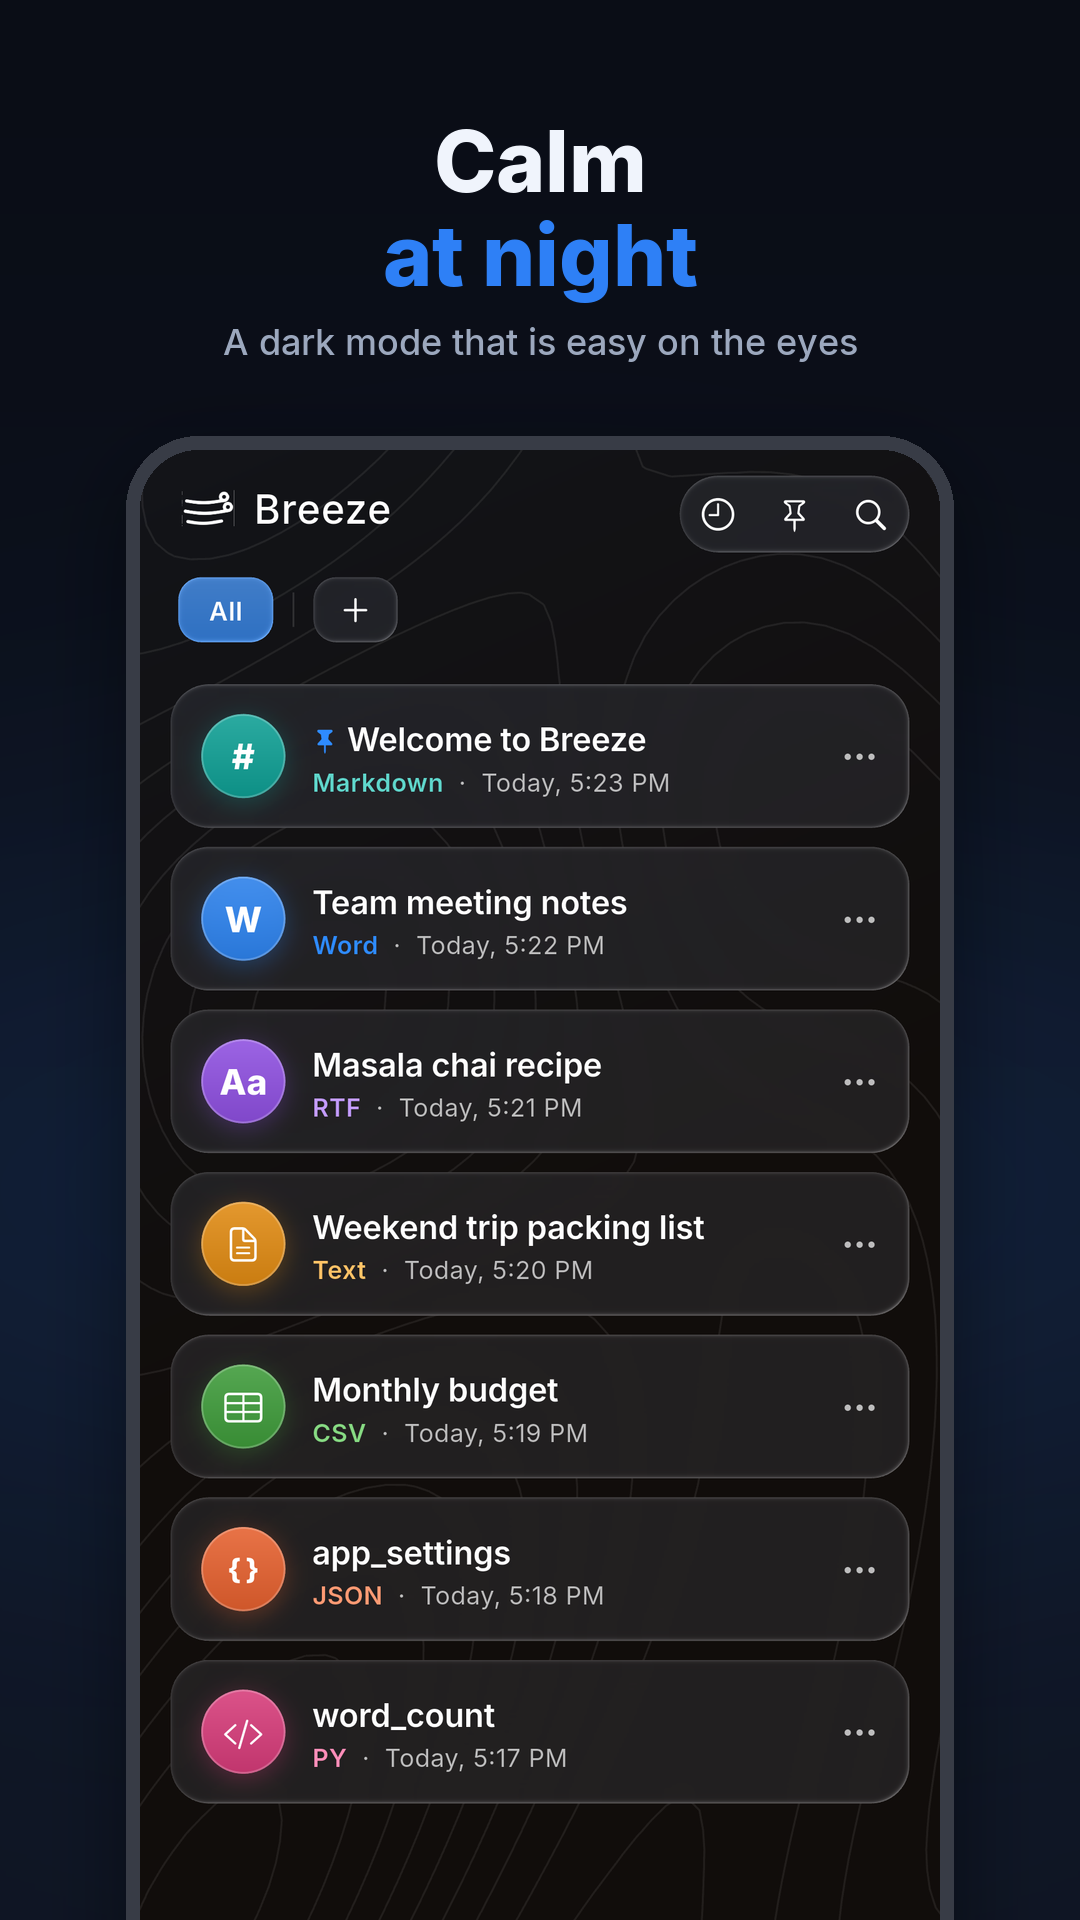 Calm
at night
A dark mode that is easy on the eyes
Breeze
All
+
#
Welcome to Breeze
Markdown · Today, 5:23 PM
W
Team meeting notes
Word · Today, 5:22 PM
Aa
Masala chai recipe
RTF · Today, 5:21 PM
Weekend trip packing list
Text · Today, 5:20 PM
Monthly budget
CSV · Today, 5:19 PM
{}
app_settings
JSON · Today, 5:18 PM
</>
word_count
PY · Today, 5:17 PM